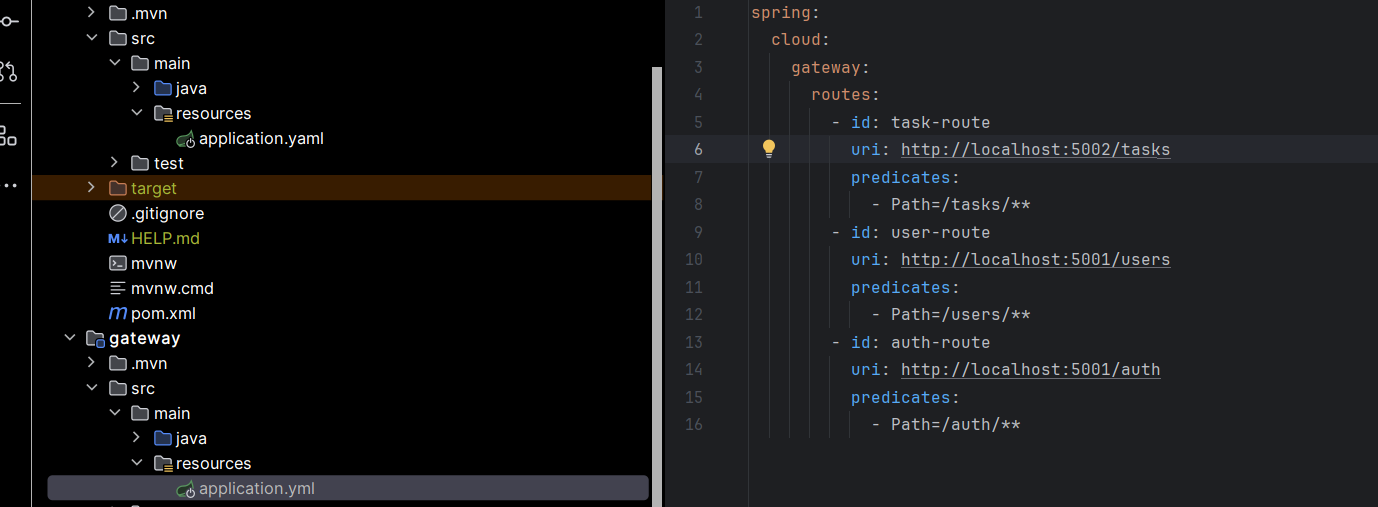 .mvn
src
main
java
resources
application.yaml
test
target
.gitignore
HELP.md
mvnw
mvnw.cmd
pom.xml
gateway
.mvn
src
main
java
resources
application.yml
1 spring:
2 cloud:
3 gateway:
4 routes:
5 - id: task-route
6 uri: http://localhost:5002/tasks
7 predicates:
8 - Path=/tasks/**
9 - id: user-route
10 uri: http://localhost:5001/users
11 predicates:
12 - Path=/users/**
13 - id: auth-route
14 uri: http://localhost:5001/auth
15 predicates:
16 - Path=/auth/**